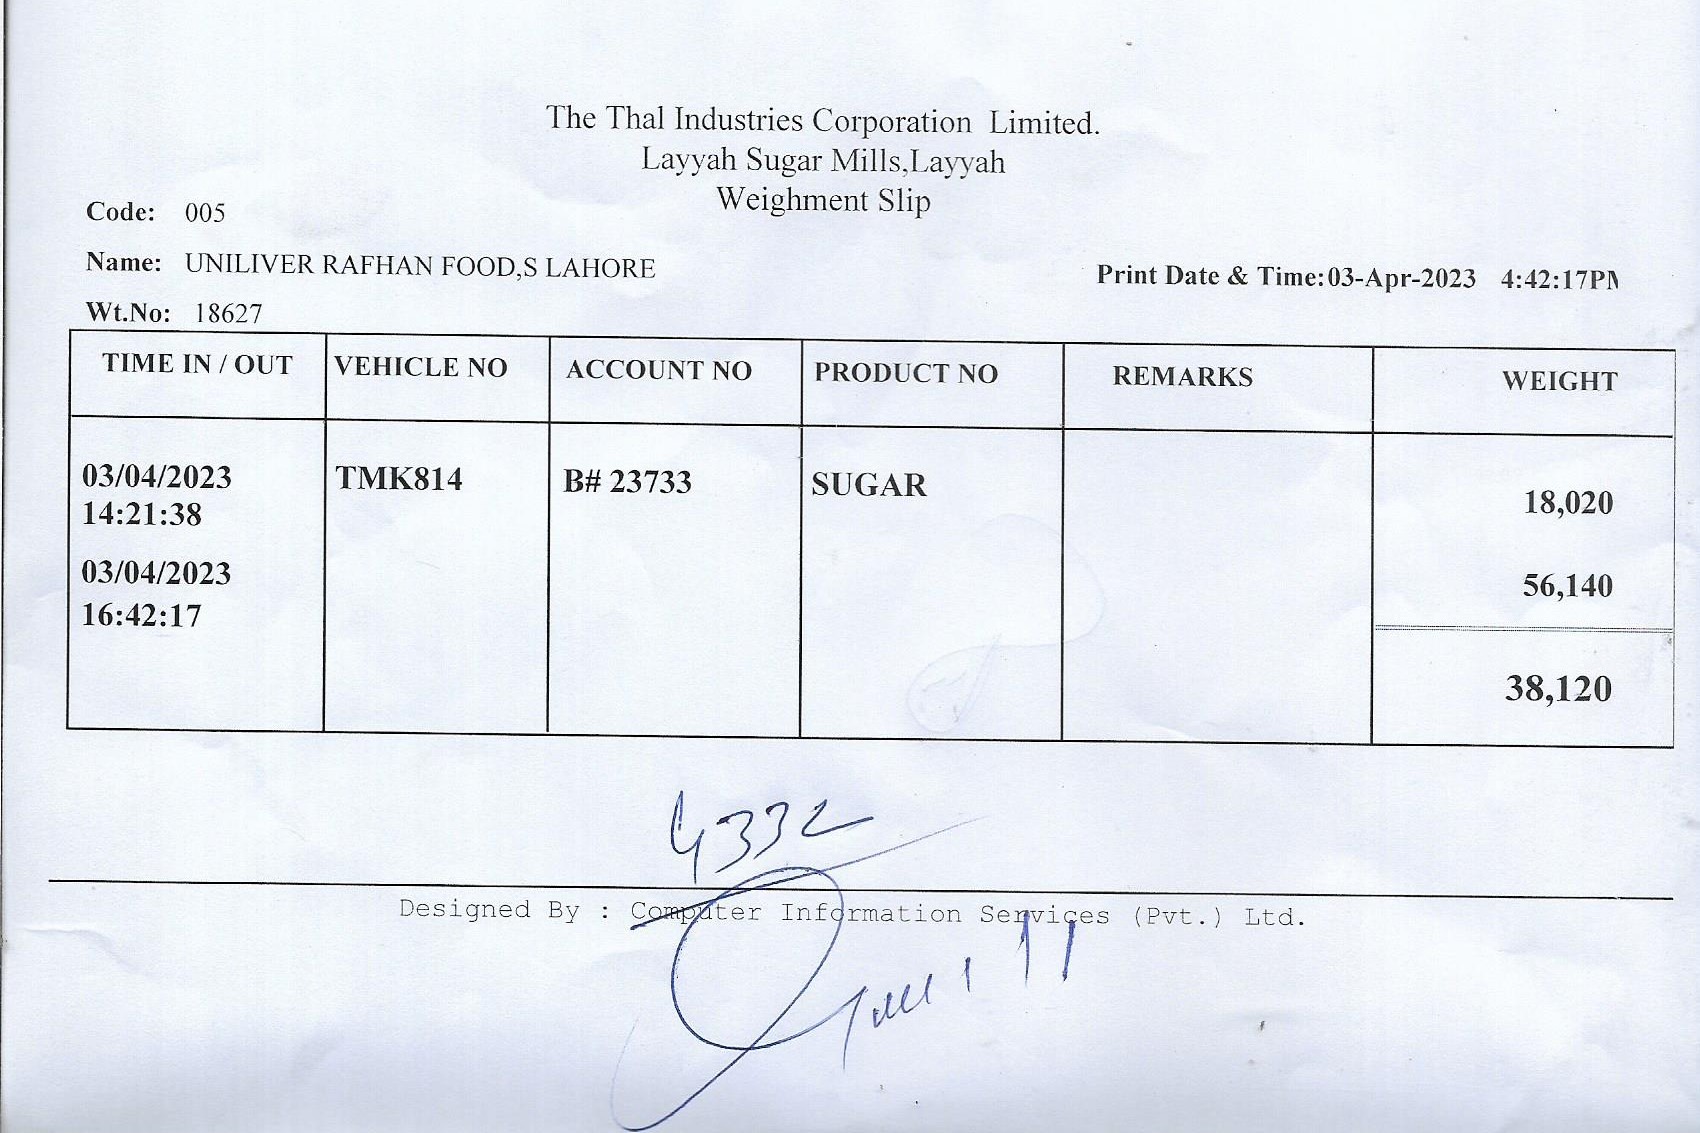 The Thal Industries Corporation Limited.
Layyah Sugar Mills,Layyah
Weighment Slip
Code: 005
Name: UNILIVER RAFHAN FOOD,S LAHORE
Print Date & Time:03-Apr-2023 4:42:17PM
Wt.No: 18627
TIME IN / OUT VEHICLE NO ACCOUNT NO PRODUCT NO REMARKS WEIGHT
03/04/2023 TMK814 B# 23733 SUGAR 18,020
14:21:38
03/04/2023 56,140
16:42:17
38,120
4332
Designed By : Computer Information Services (Pvt.) Ltd.